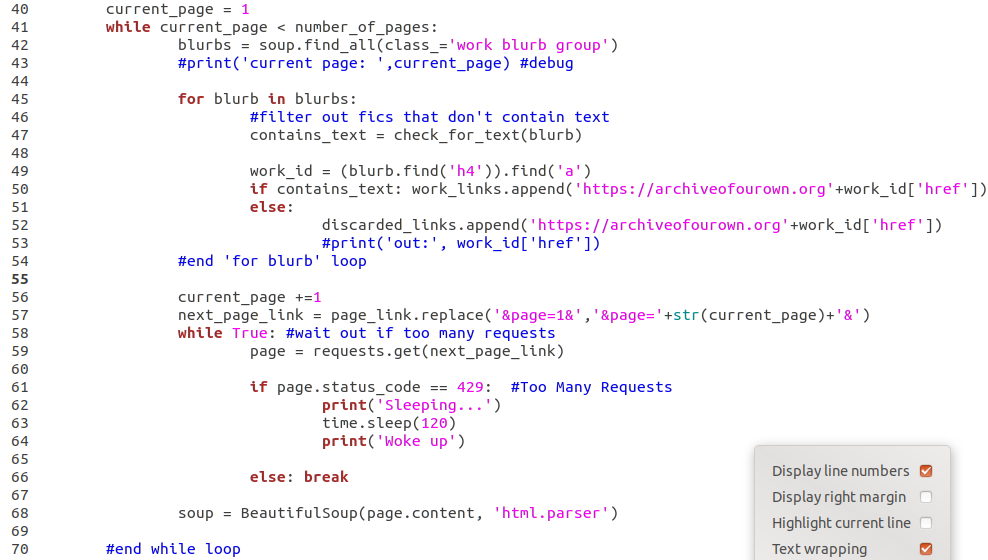 40 current_page = 1
41 while current_page < number_of_pages:
42 blurbs = soup.find_all(class_='work blurb group')
43 #print('current page: ',current_page) #debug
44
45 for blurb in blurbs:
46 #filter out fics that don't contain text
47 contains_text = check_for_text(blurb)
48
49 work_id = (blurb.find('h4')).find('a')
50 if contains_text: work_links.append('https://archiveofourown.org'+work_id['href'])
51 else:
52 discarded_links.append('https://archiveofourown.org'+work_id['href'])
53 #print('out:', work_id['href'])
54 #end 'for blurb' loop
55
56 current_page +=1
57 next_page_link = page_link.replace('&page=1&','&page='+str(current_page)+'&')
58 while True: #wait out if too many requests
59 page = requests.get(next_page_link)
60
61 if page.status_code == 429:  #Too Many Requests
62 print('Sleeping...')
63 time.sleep(120)
64 print('Woke up')
65
66 else: break
67
68 soup = BeautifulSoup(page.content, 'html.parser')
69
70 #end while loop
Display line numbers
Display right margin
Highlight current line
Text wrapping